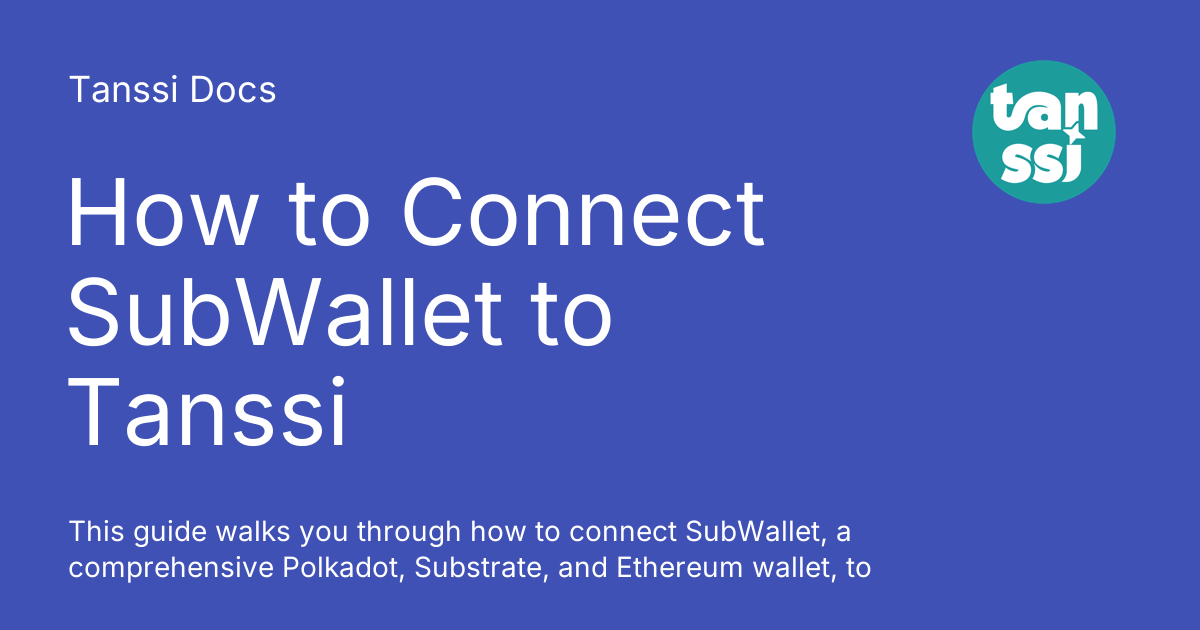 Tanssi Docs
tan
ssi
How to Connect
SubWallet to
Tanssi
This guide walks you through how to connect SubWallet, a
comprehensive Polkadot, Substrate, and Ethereum wallet, to